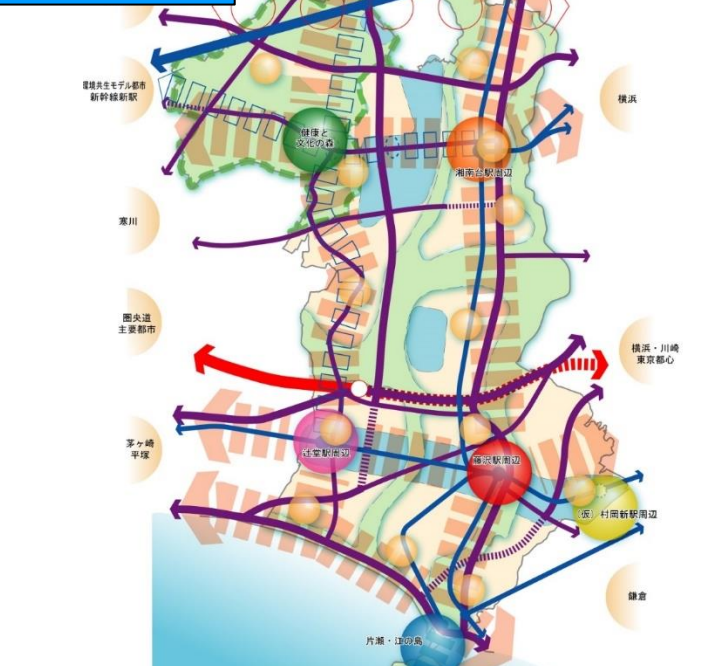 環境共生モデル都市
新幹線新駅
横浜
健康と
文化の森
湘南台駅周辺
寒川
圏央道
主要都市
横浜・川崎
東京都心
茅ヶ崎
平塚
辻堂駅周辺
藤沢駅周辺
(仮)村岡新駅周辺
鎌倉
片瀬・江の島